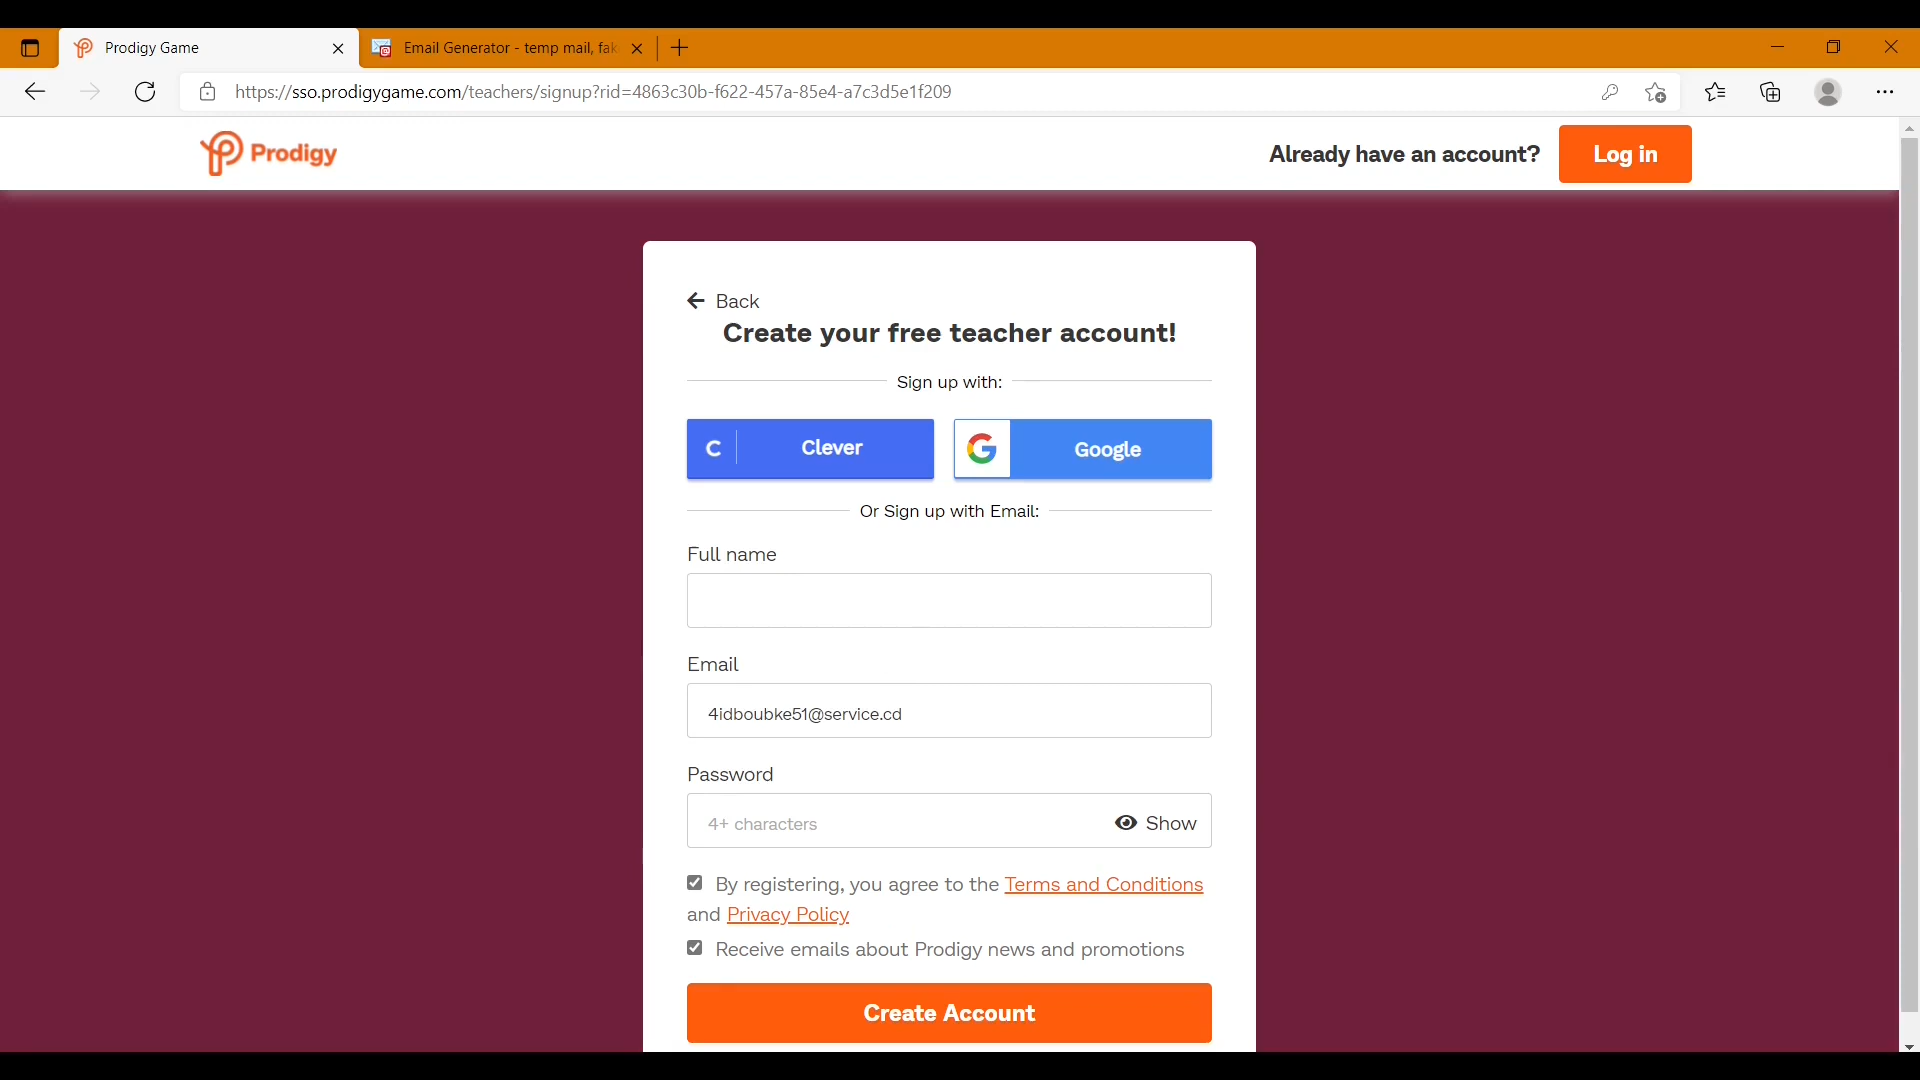 Prodigy Game
Email Generator - temp mail, fak
https://sso.prodigygame.com/teachers/signup?rid=4863c30b-f622-457a-85e4-a7c3d5e1f209
Prodigy
Already have an account?
Log in
Back
Create your free teacher account!
Sign up with:
C Clever
Google
Or Sign up with Email:
Full name
Email
4idboubke51@service.cd
Password
4+ characters
Show
By registering, you agree to the Terms and Conditions
and Privacy Policy
Receive emails about Prodigy news and promotions
Create Account